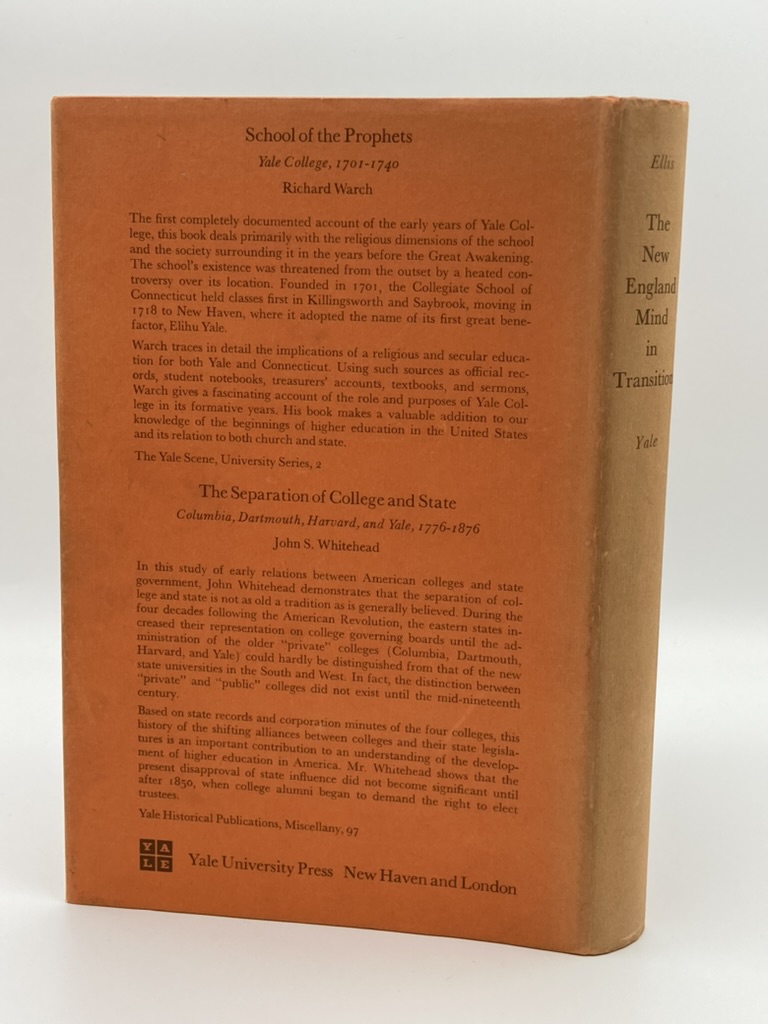 School of the Prophets
Yale College, 1701-1740
Richard Warch
The first completely documented account of the early years of Yale Col-
lege, this book deals primarily with the religious dimensions of the school
and the society surrounding it in the years before the Great Awakening.
The school's existence was threatened from the outset by a heated con-
troversy over its location. Founded in 1701, the Collegiate School of
Connecticut held classes first in Killingsworth and Saybrook, moving in
1718 to New Haven, where it adopted the name of its first great bene-
factor, Elihu Yale.
Warch traces in detail the implications of a religious and secular educa-
tion for both Yale and Connecticut. Using such sources as official rec-
ords, student notebooks, treasurers' accounts, textbooks, and sermons,
Warch gives a fascinating account of the role and purposes of Yale Col-
lege in its formative years. His book makes a valuable addition to our
knowledge of the beginnings of higher education in the United States
and its relation to both church and state.
The Yale Scene, University Series, 2
The Separation of College and State
Columbia, Dartmouth, Harvard, and Yale, 1776-1876
John S. Whitehead
In this study of early relations between American colleges and state
government, John Whitehead demonstrates that the separation of col-
lege and state is not as old a tradition as is generally believed. During the
four decades following the American Revolution, the eastern states in-
creased their representation on college governing boards until the ad-
ministration of the older "private" colleges (Columbia, Dartmouth,
Harvard, and Yale) could hardly be distinguished from that of the new
state universities in the South and West. In fact, the distinction between
"private" and "public" colleges did not exist until the mid-nineteenth
century.
Based on state records and corporation minutes of the four colleges, this
history of the shifting alliances between colleges and their state legisla-
tures is an important contribution to an understanding of the develop-
ment of higher education in America. Mr. Whitehead shows that the
present disapproval of state influence did not become significant until
after 1850, when college alumni began to demand the right to elect
trustees.
Yale Historical Publications, Miscellany, 97
YA
LE
Yale University Press New Haven and London
Ellis
The
New
England
Mind
in
Transition
Yale